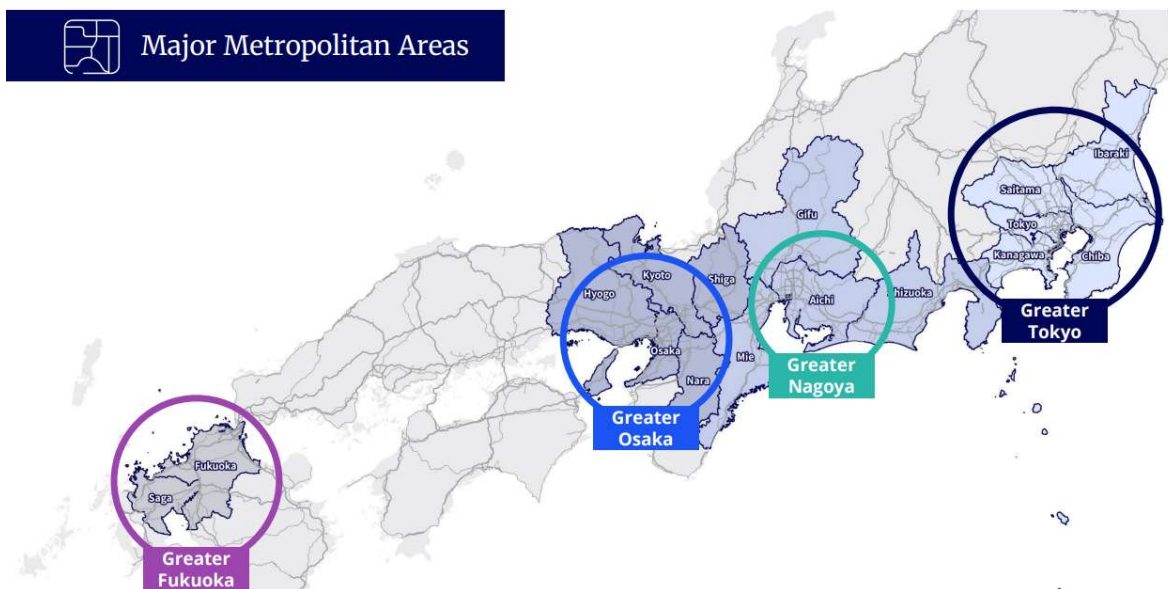 Major Metropolitan Areas
Ibaraki
Saitama
Tokyo
Kanagawa
Chiba
Greater
Tokyo
Gifu
Aichi
Shizuoka
Mie
Greater
Nagoya
Kyoto
Shiga
Hyogo
Osaka
Nara
Greater
Osaka
Fukuoka
Saga
Greater
Fukuoka